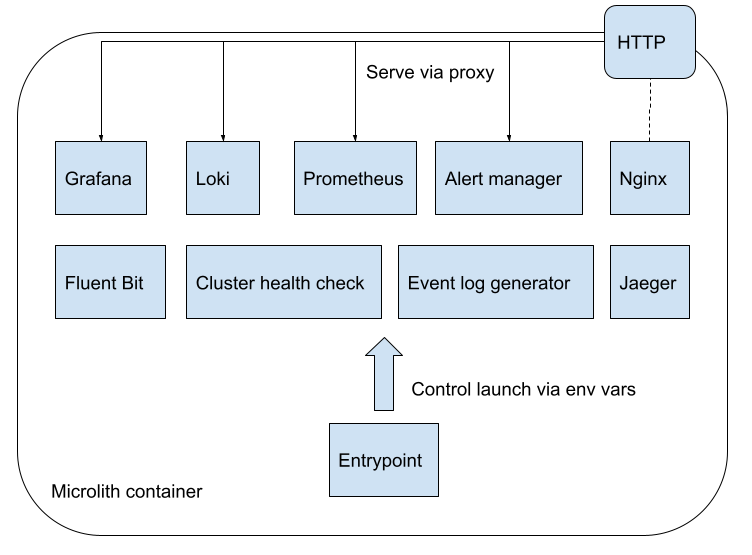 HTTP
Serve via proxy
Grafana
Loki
Prometheus
Alert manager
Nginx
Fluent Bit
Cluster health check
Event log generator
Jaeger
Control launch via env vars
Entrypoint
Microlith container